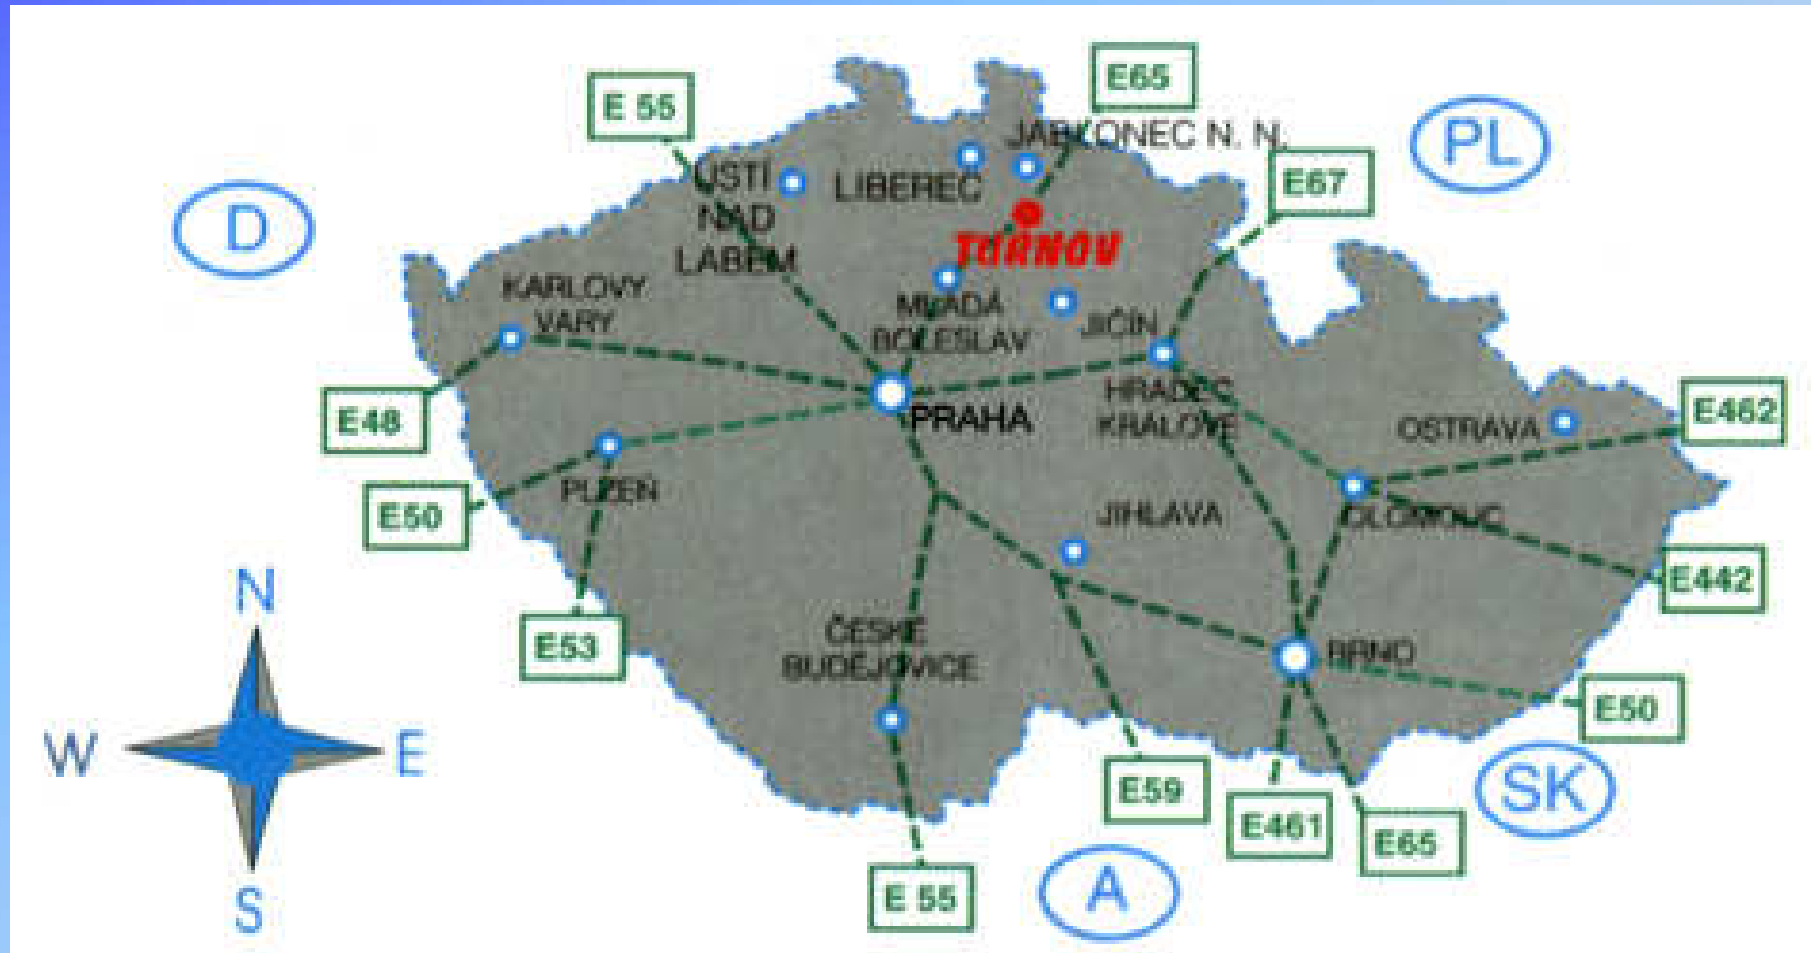 E65
E 55
PL
JABLONEC N. N.
ÚSTÍ
NAD
LABEM
LIBEREC
E67
D
TURNOV
KARLOVY
VARY
MLADÁ
BOLESLAV
JIČÍN
E48
PRAHA
HRADEC
KRÁLOVÉ
OSTRAVA
E462
PLZEŇ
E50
JIHLAVA
OLOMOUC
E442
N
E53
ČESKÉ
BUDĚJOVICE
BRNO
E50
W
E
E59
SK
E461
E65
S
E 55
A